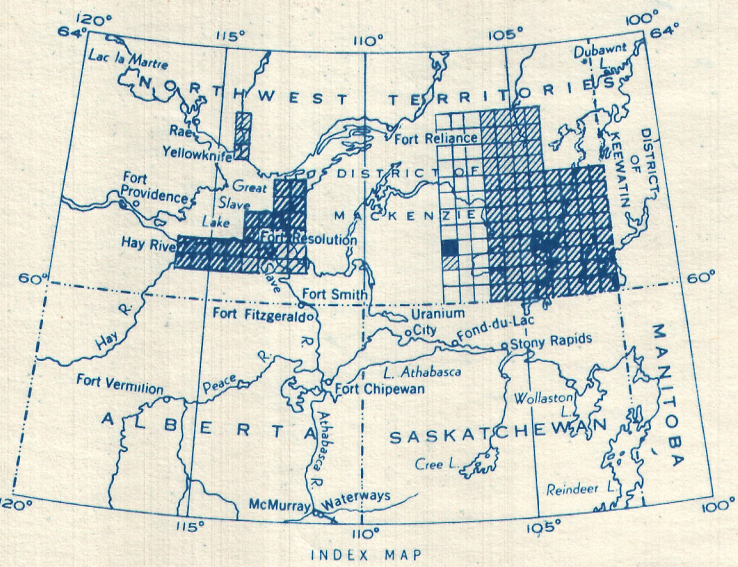 120°
115°
110°
105°
100°
64°
64°
Lac la Martre
Dubawnt
L.
NORTHWEST TERRITORIES
Rae
Fort Reliance
Yellowknife
DISTRICT OF
MACKENZIE
DISTRICT
OF
KEEWATIN
Fort
Providence
Great
Slave
Lake
Hay Rive
Fort Resolution
Slave
R.
60°
60°
Fort Smith
Hay R.
Fort Fitzgerald
Uranium
City
Fond-du-Lac
Stony Rapids
MANITOBA
Fort Vermilion
Peace
R.
L. Athabasca
Fort Chipewan
Wollaston
L.
ALBERTA
Athabasca R.
SASKATCHEWAN
Cree L.
Reindeer L.
McMurray
Waterways
120°
115°
110°
105°
100°
INDEX MAP